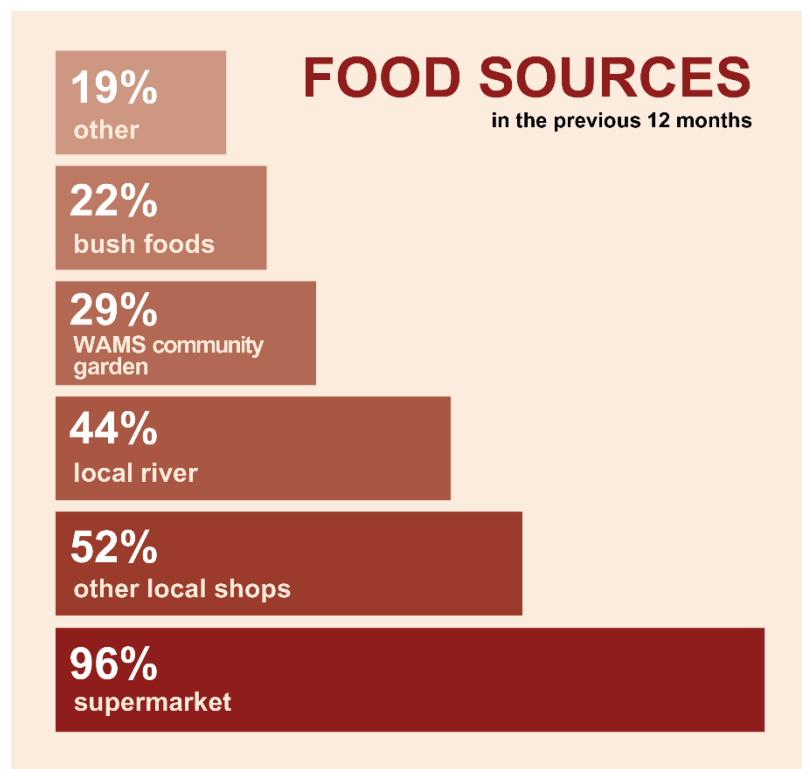 FOOD SOURCES
in the previous 12 months
19%
other
22%
bush foods
29%
WAMS community
garden
44%
local river
52%
other local shops
96%
supermarket